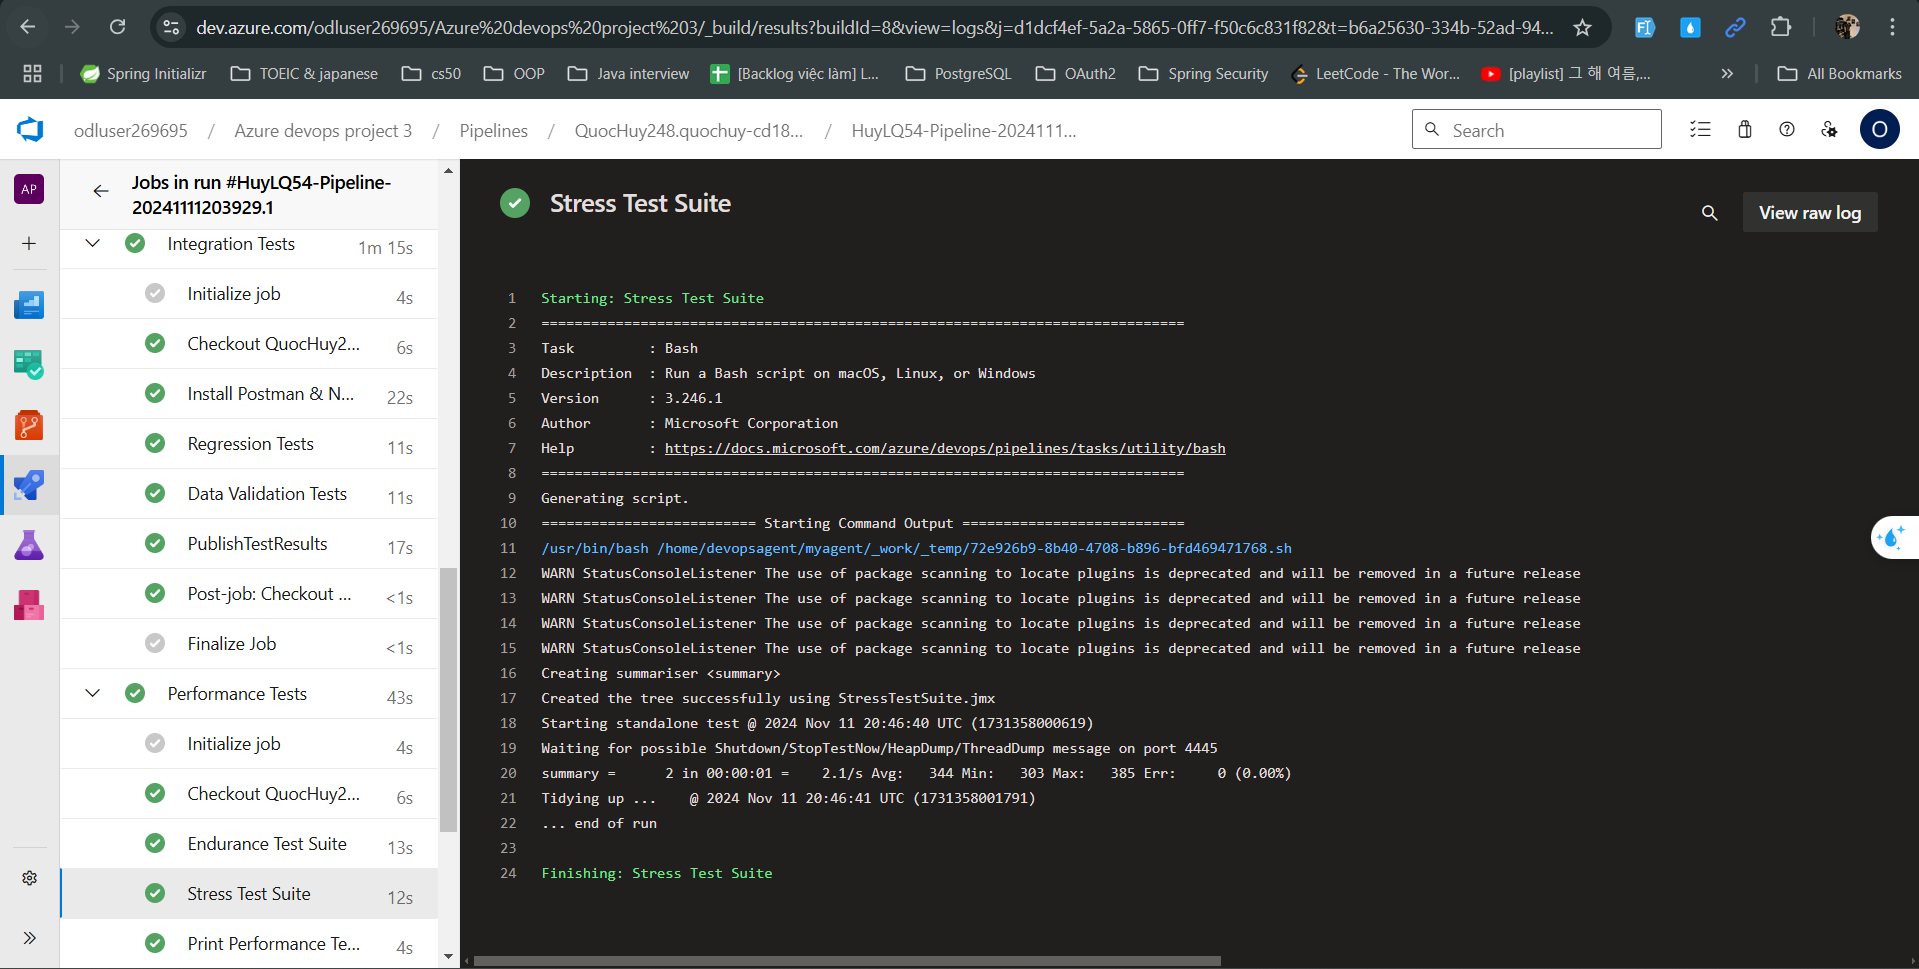 dev.azure.com/odluser269695/Azure%20devops%20project%203/_build/results?buildId=8&view=logs&j=d1dcf4ef-5a2a-5865-0ff7-f50c6c831f82&t=b6a25630-334b-52ad-94...
Spring Initializr
TOEIC & japanese
cs50
OOP
Java interview
[Backlog việc làm] L...
PostgreSQL
OAuth2
Spring Security
LeetCode - The Wor...
[playlist] 그 해 여름,...
All Bookmarks
odluser269695 / Azure devops project 3 / Pipelines / QuocHuy248.quochuy-cd18... / HuyLQ54-Pipeline-2024111...
Search
O
AP
Jobs in run #HuyLQ54-Pipeline-
20241111203929.1
Integration Tests 1m 15s
Initialize job 4s
Checkout QuocHuy2... 6s
Install Postman & N... 22s
Regression Tests 11s
Data Validation Tests 11s
PublishTestResults 17s
Post-job: Checkout ... <1s
Finalize Job <1s
Performance Tests 43s
Initialize job 4s
Checkout QuocHuy2... 6s
Endurance Test Suite 13s
Stress Test Suite 12s
Print Performance Te... 4s
Stress Test Suite
View raw log
1 Starting: Stress Test Suite
2 ==============================================================================
3 Task         : Bash
4 Description  : Run a Bash script on macOS, Linux, or Windows
5 Version      : 3.246.1
6 Author       : Microsoft Corporation
7 Help         : https://docs.microsoft.com/azure/devops/pipelines/tasks/utility/bash
8 ==============================================================================
9 Generating script.
10 ========================== Starting Command Output ===========================
11 /usr/bin/bash /home/devopsagent/myagent/_work/_temp/72e926b9-8b40-4708-b896-bfd469471768.sh
12 WARN StatusConsoleListener The use of package scanning to locate plugins is deprecated and will be removed in a future release
13 WARN StatusConsoleListener The use of package scanning to locate plugins is deprecated and will be removed in a future release
14 WARN StatusConsoleListener The use of package scanning to locate plugins is deprecated and will be removed in a future release
15 WARN StatusConsoleListener The use of package scanning to locate plugins is deprecated and will be removed in a future release
16 Creating summariser <summary>
17 Created the tree successfully using StressTestSuite.jmx
18 Starting standalone test @ 2024 Nov 11 20:46:40 UTC (1731358000619)
19 Waiting for possible Shutdown/StopTestNow/HeapDump/ThreadDump message on port 4445
20 summary =      2 in 00:00:01 =    2.1/s Avg:   344 Min:   303 Max:   385 Err:     0 (0.00%)
21 Tidying up ...    @ 2024 Nov 11 20:46:41 UTC (1731358001791)
22 ... end of run
23
24 Finishing: Stress Test Suite